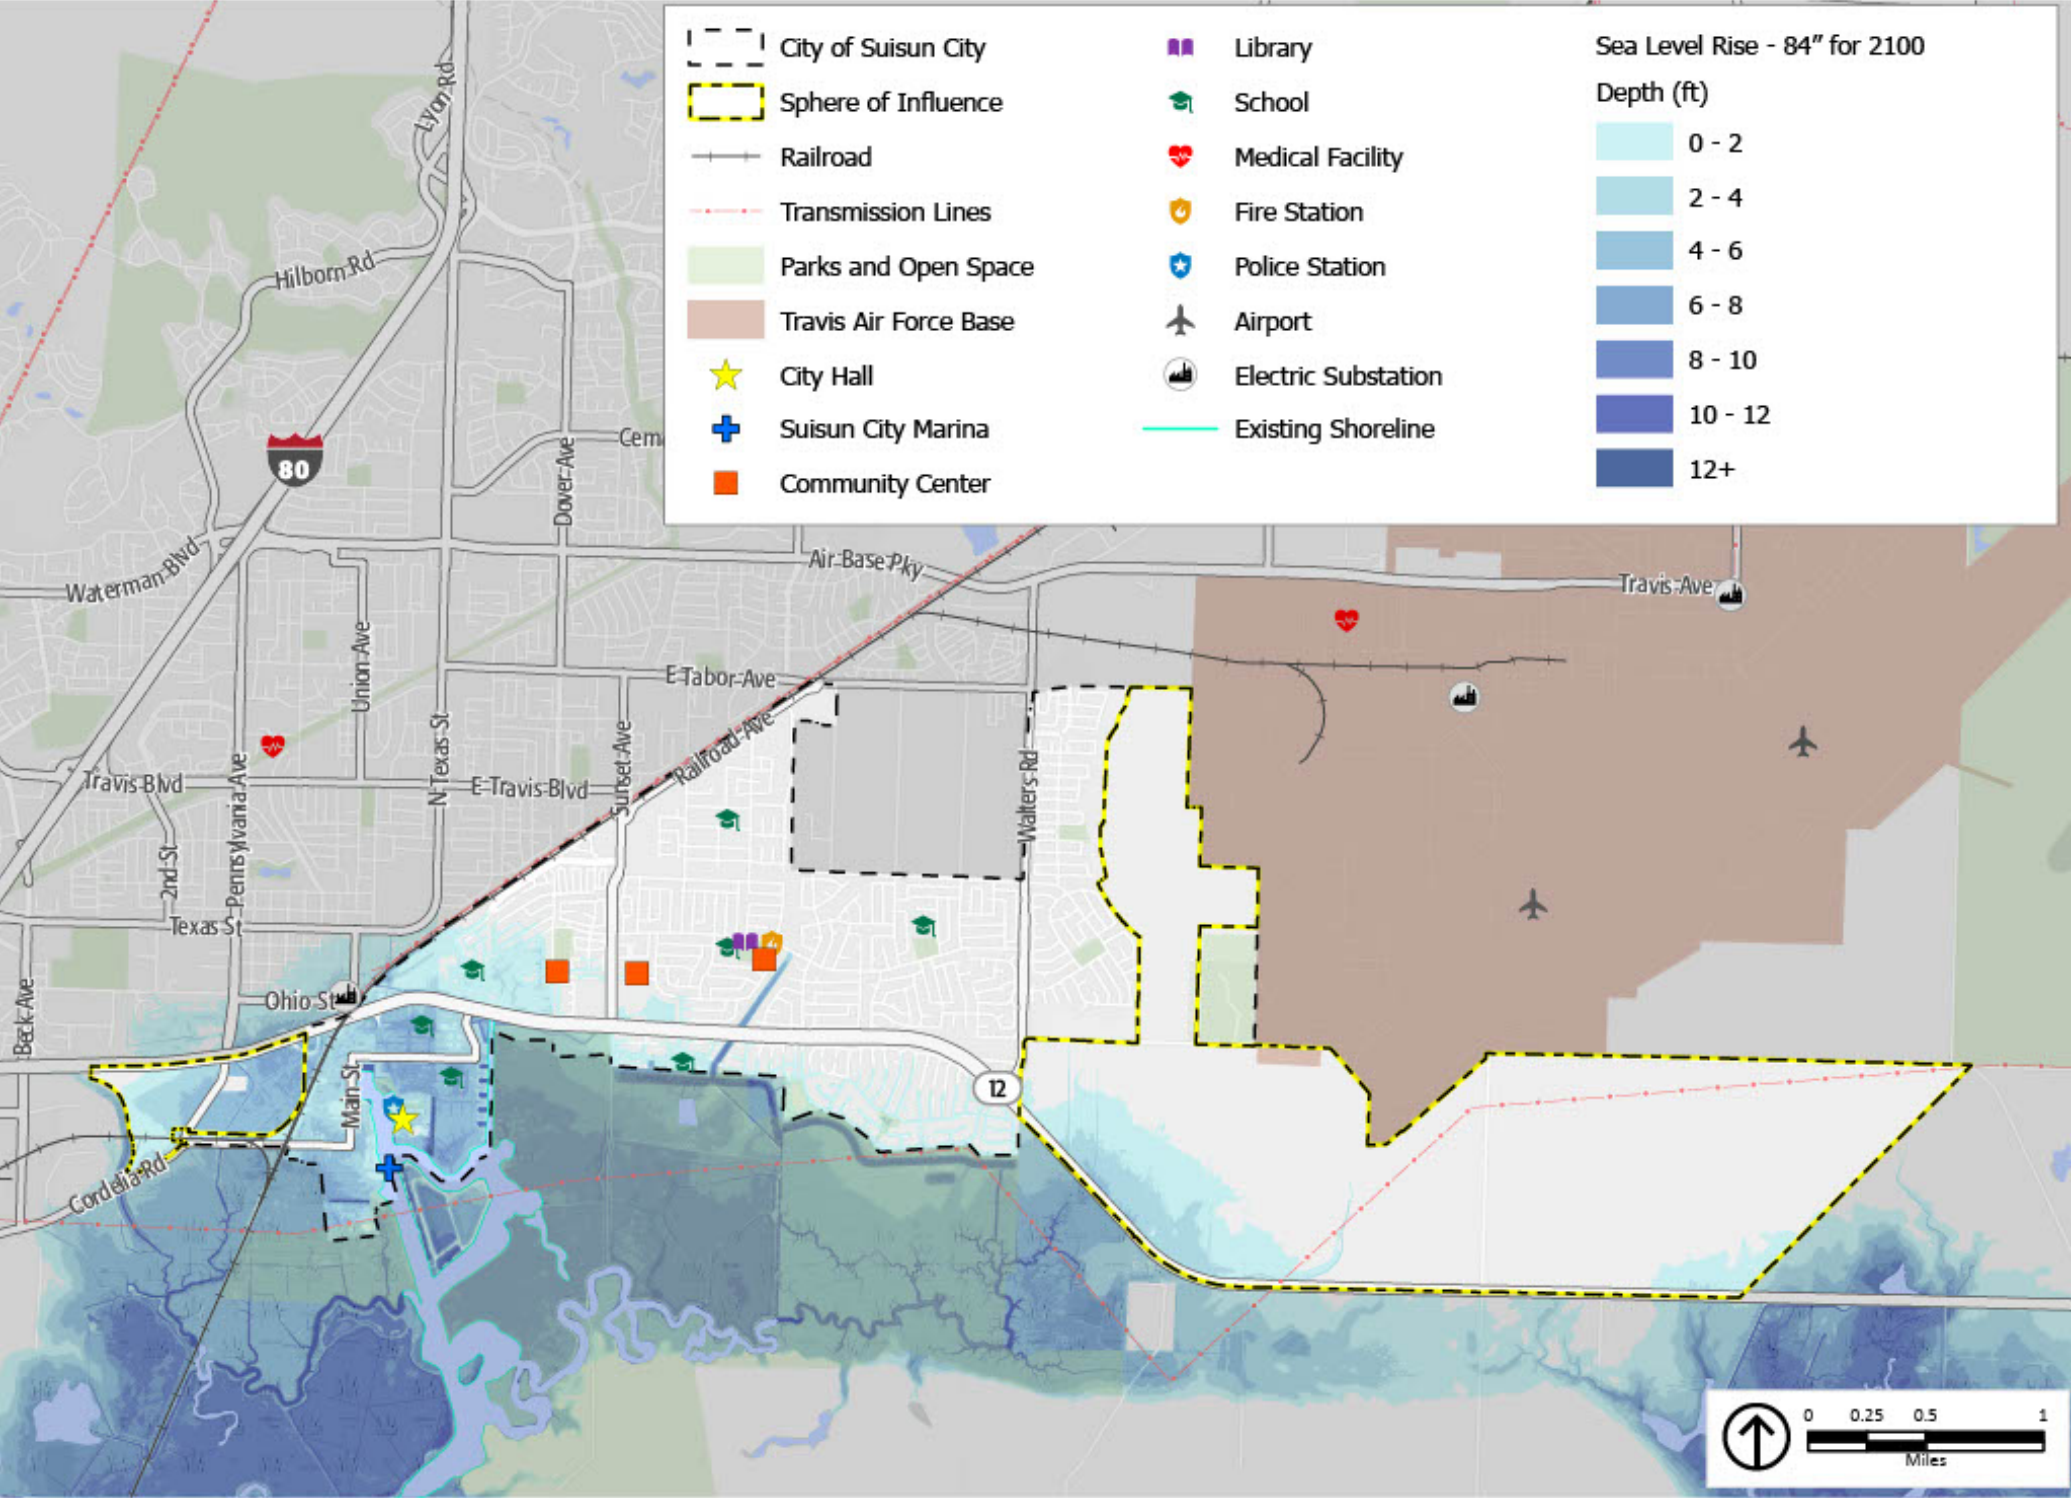 City of Suisun City
Sphere of Influence
Railroad
Transmission Lines
Parks and Open Space
Travis Air Force Base
City Hall
Suisun City Marina
Community Center
Library
School
Medical Facility
Fire Station
Police Station
Airport
Electric Substation
Existing Shoreline
Sea Level Rise - 84" for 2100
Depth (ft)
0 - 2
2 - 4
4 - 6
6 - 8
8 - 10
10 - 12
12+
Lyon Rd
Hilborn Rd
80
Cem
Dover Ave
Waterman Blvd
Air Base Pky
Travis Ave
Union Ave
E Tabor Ave
Railroad Ave
Sunset Ave
N Texas St
Travis Blvd
E Travis Blvd
Pennsylvania Ave
2nd St
Walters Rd
Texas St
Ohio St
Beck Ave
Main St
12
Cordelia Rd
0 0.25 0.5 1
Miles